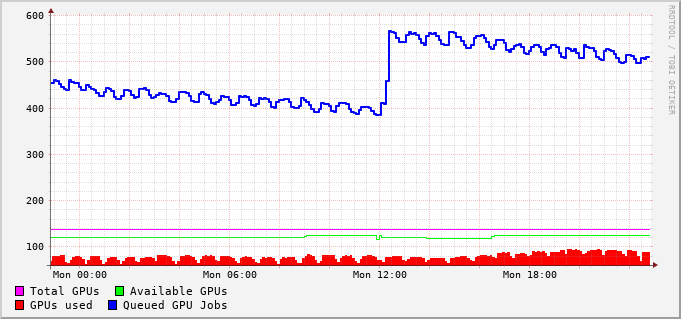 RRDTOOL / TOBI OETIKER
600
500
400
300
200
100
Mon 00:00 Mon 06:00 Mon 12:00 Mon 18:00
Total GPUs Available GPUs
GPUs used Queued GPU Jobs